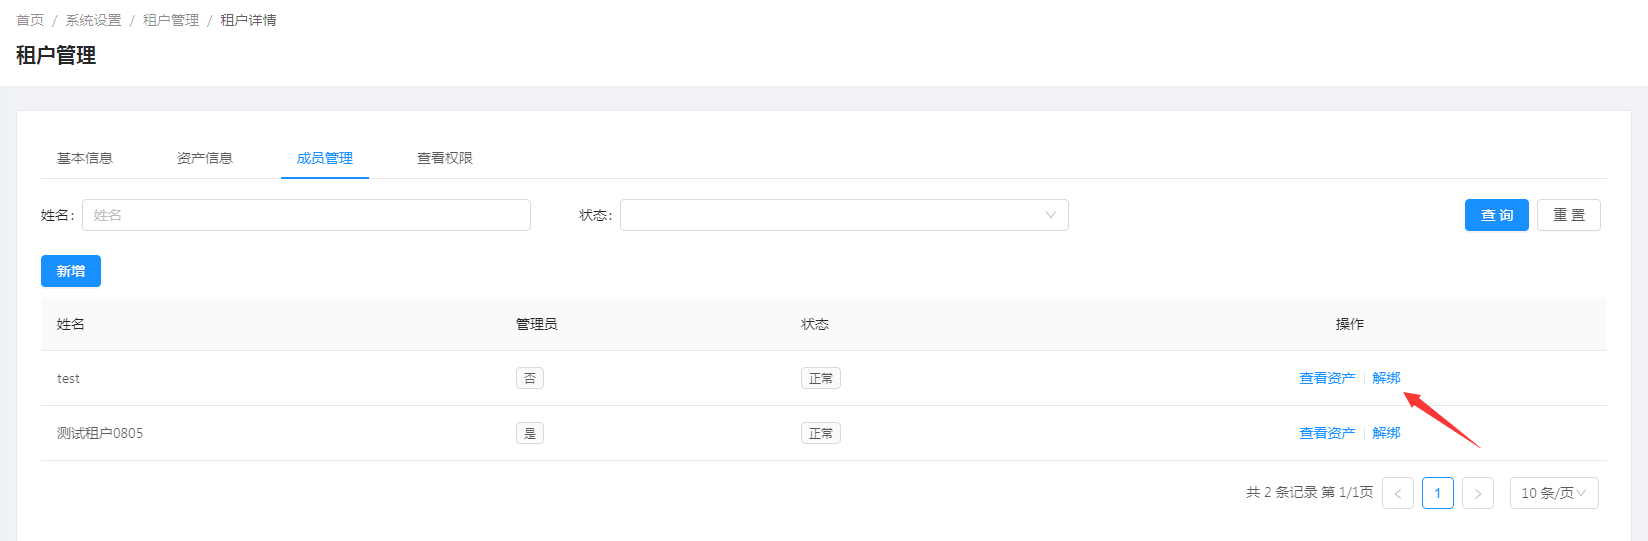 首页 / 系统设置 / 租户管理 / 租户详情
租户管理
基本信息 资产信息 成员管理 查看权限
姓名: 姓名 状态: 查 询 重 置
新增
姓名 管理员 状态 操作
test 否 正常 查看资产 解绑
测试租户0805 是 正常 查看资产 解绑
共 2 条记录 第 1/1页 < 1 > 10 条/页